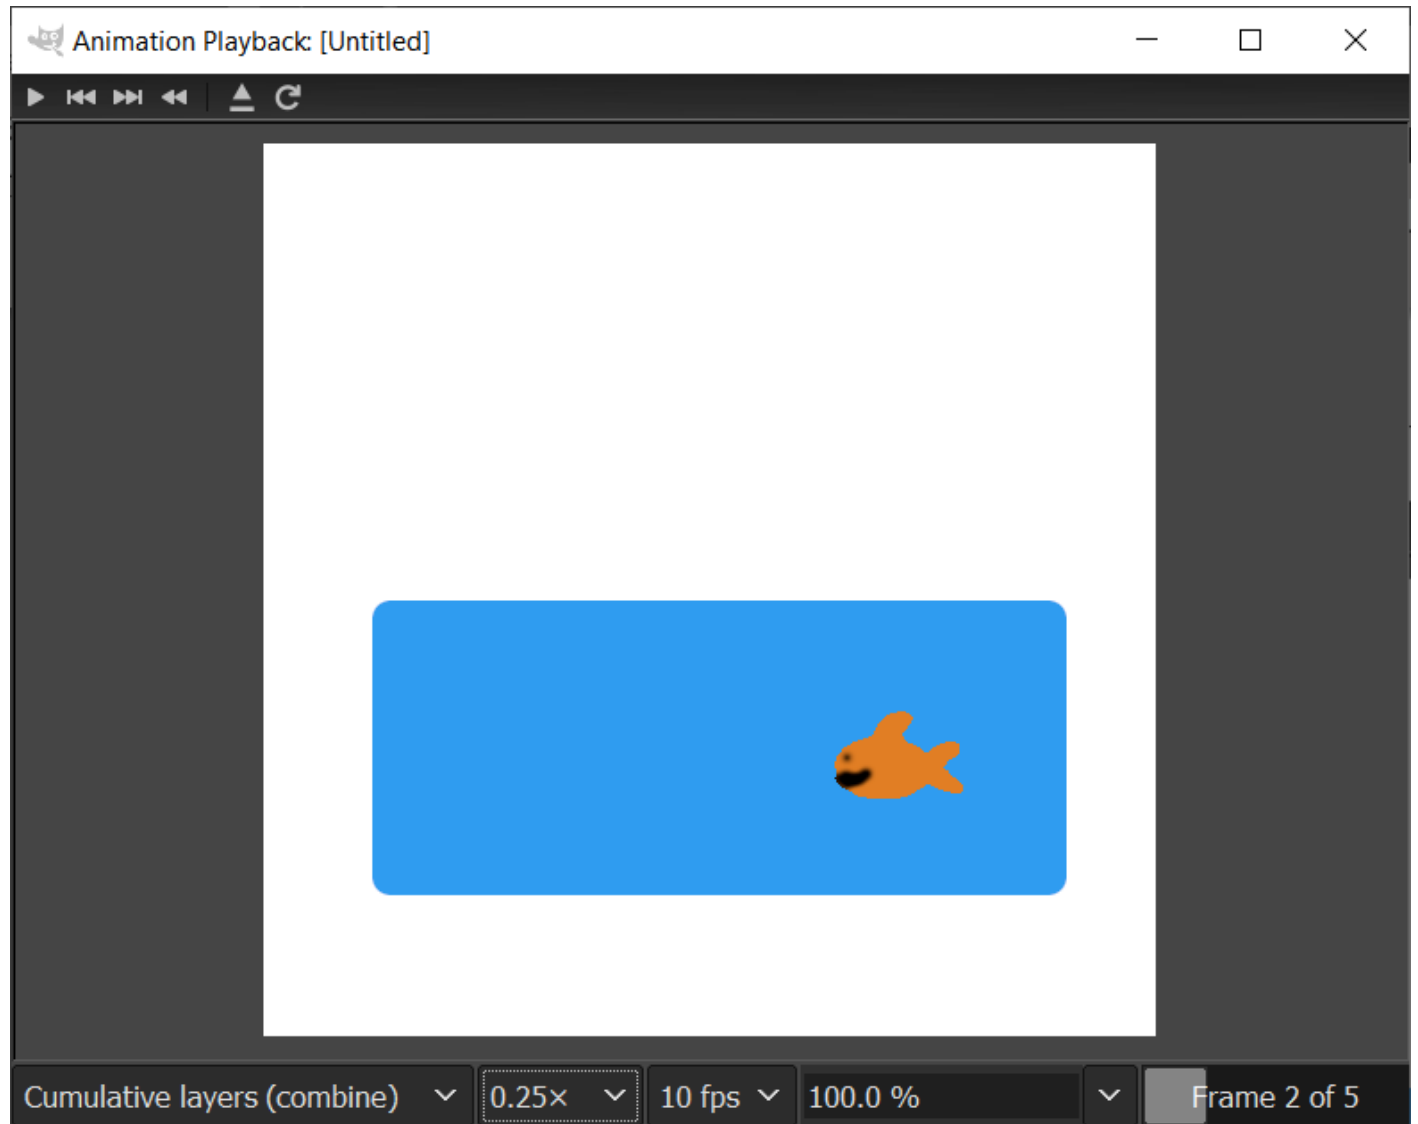 Animation Playback: [Untitled]
Cumulative layers (combine) 0.25× 10 fps 100.0 % Frame 2 of 5